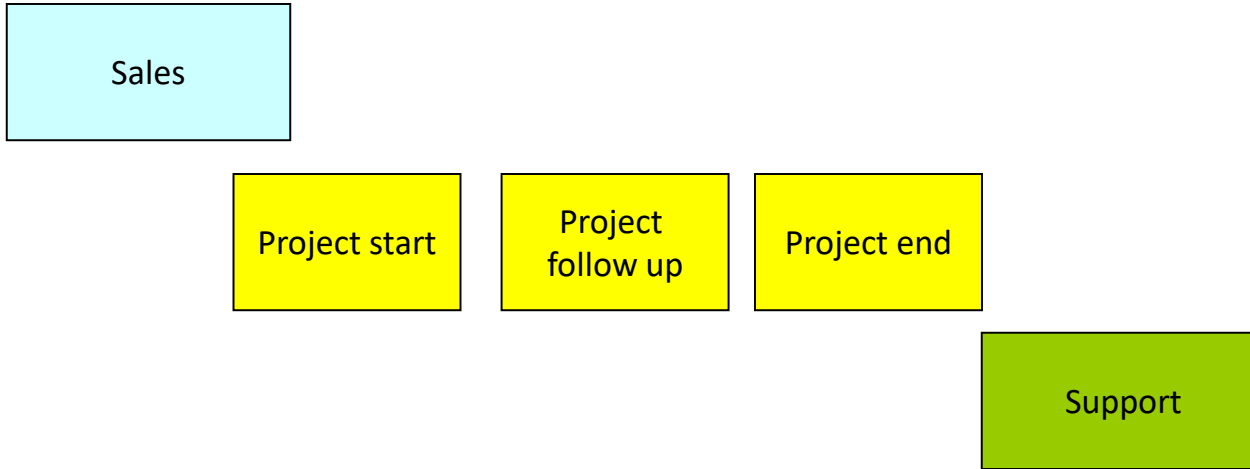 Sales
Project start
Project
follow up
Project end
Support